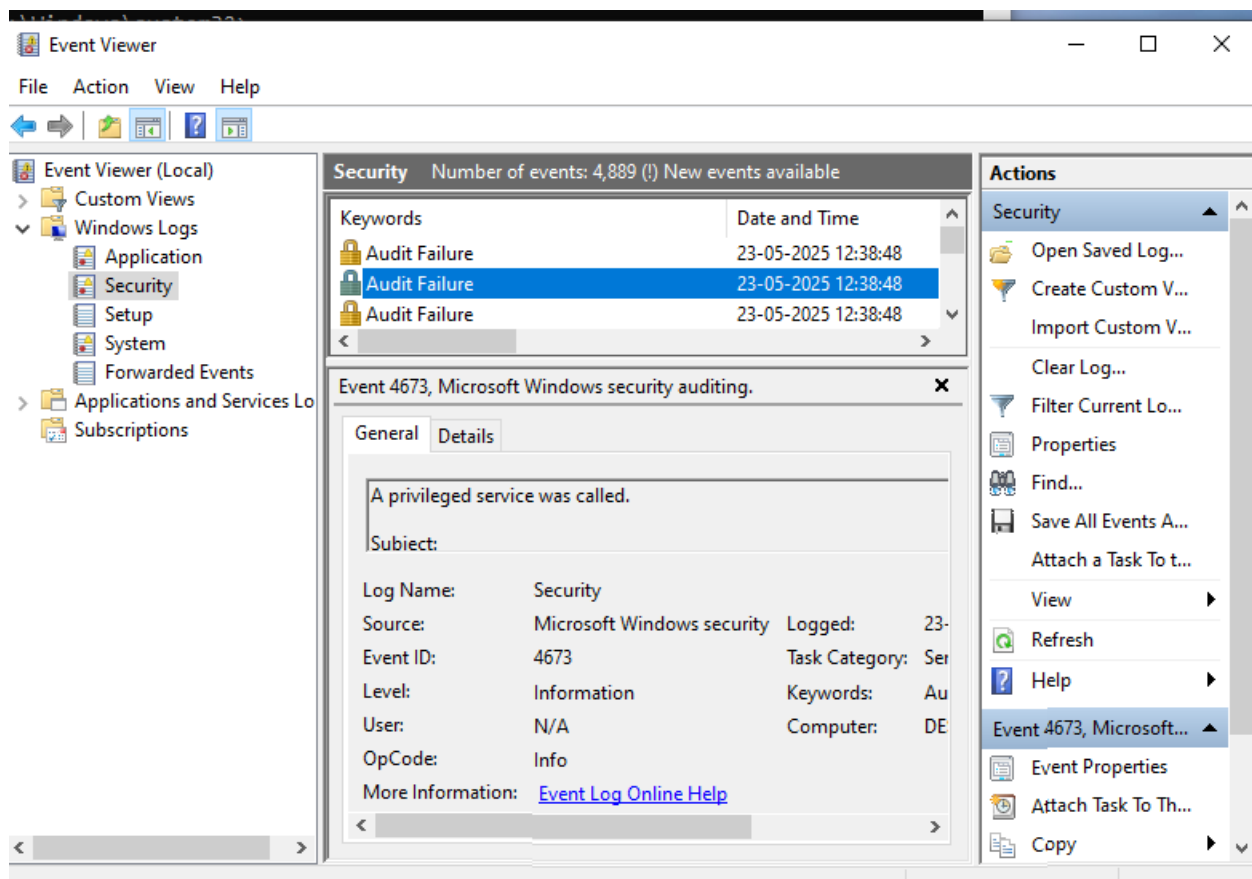 \Windows\system32>
Event Viewer
File Action View Help
Event Viewer (Local)
Custom Views
Windows Logs
Application
Security
Setup
System
Forwarded Events
Applications and Services Lo
Subscriptions
Security Number of events: 4,889 (!) New events available
Keywords Date and Time
Audit Failure 23-05-2025 12:38:48
Audit Failure 23-05-2025 12:38:48
Audit Failure 23-05-2025 12:38:48
Event 4673, Microsoft Windows security auditing.
General Details
A privileged service was called.
Subject:
Log Name: Security
Source: Microsoft Windows security Logged: 23-
Event ID: 4673 Task Category: Ser
Level: Information Keywords: Au
User: N/A Computer: DE
OpCode: Info
More Information: Event Log Online Help
Actions
Security
Open Saved Log...
Create Custom V...
Import Custom V...
Clear Log...
Filter Current Lo...
Properties
Find...
Save All Events A...
Attach a Task To t...
View
Refresh
Help
Event 4673, Microsoft...
Event Properties
Attach Task To Th...
Copy